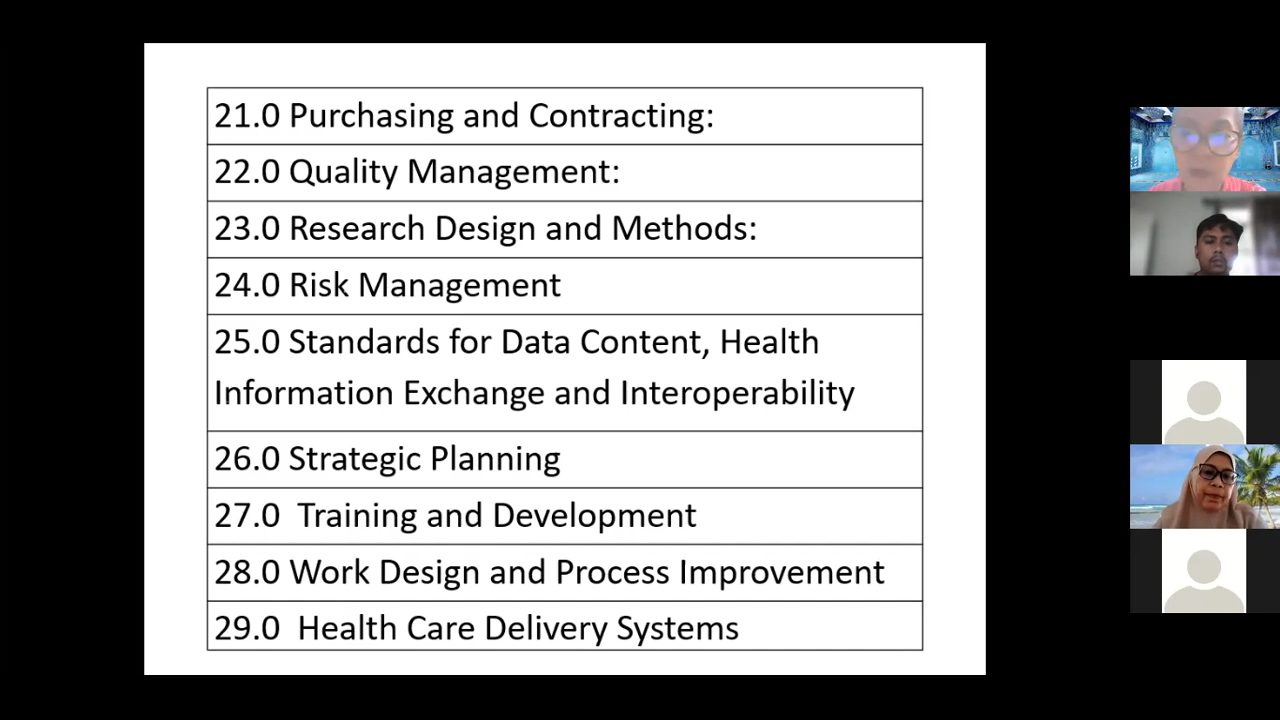 21.0 Purchasing and Contracting:
22.0 Quality Management:
23.0 Research Design and Methods:
24.0 Risk Management
25.0 Standards for Data Content, Health
Information Exchange and Interoperability
26.0 Strategic Planning
27.0  Training and Development
28.0 Work Design and Process Improvement
29.0  Health Care Delivery Systems